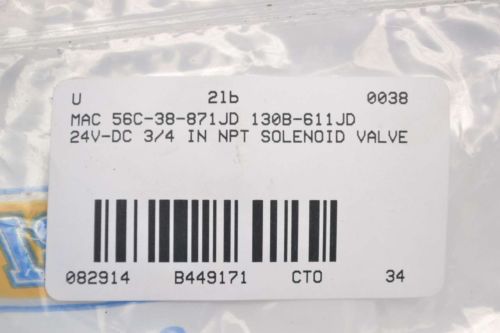 U 2lb 0038
MAC 56C-38-871JD 130B-611JD
24V-DC 3/4 IN NPT SOLENOID VALVE
082914 B449171 CTO 34